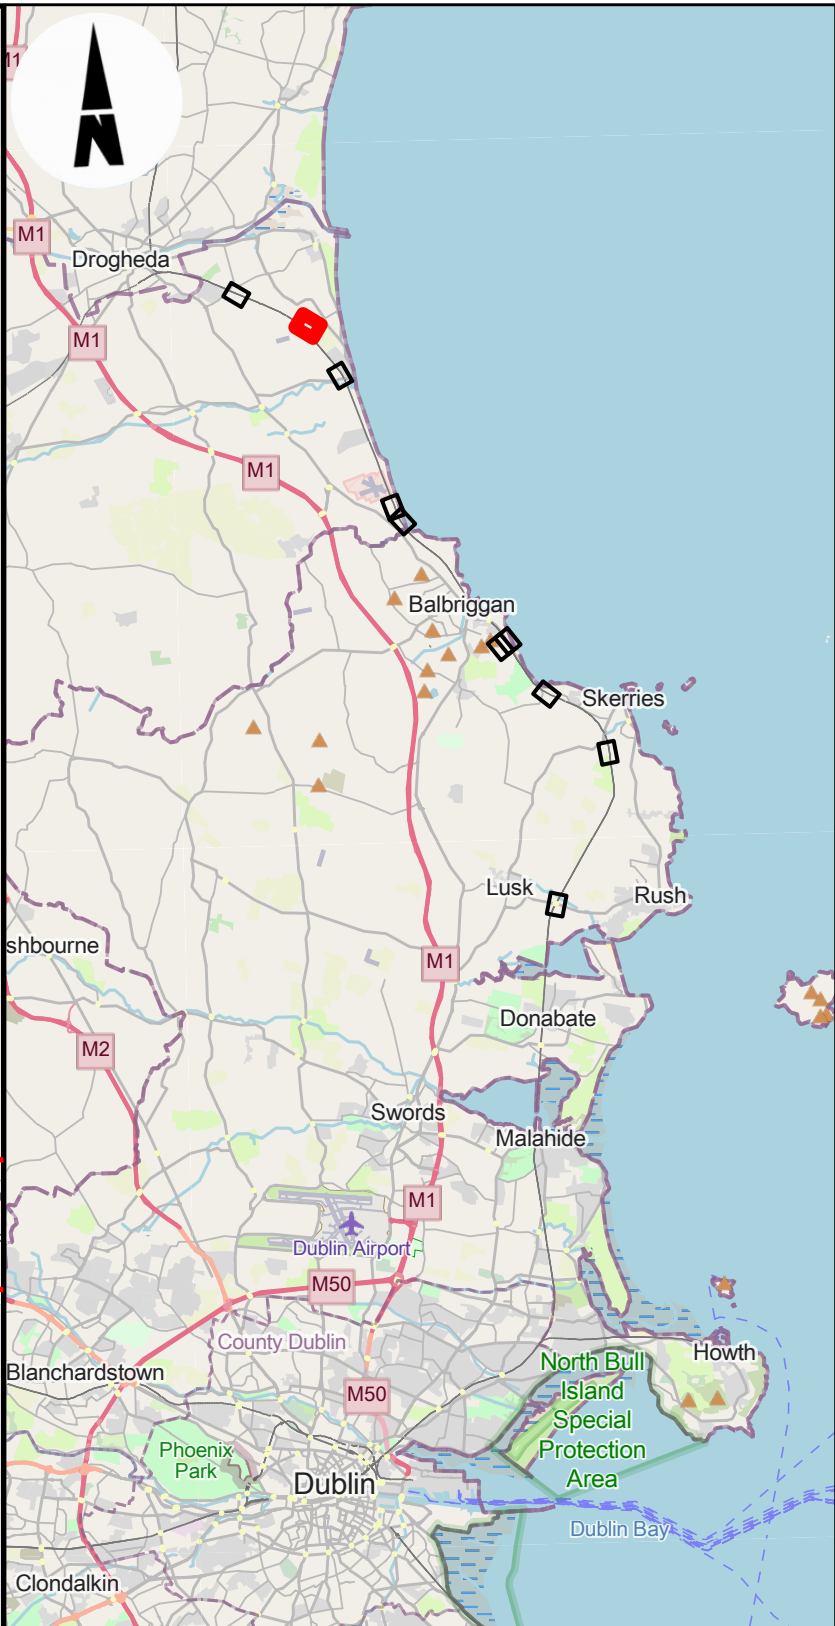 M1
N
M1
Drogheda
M1
M1
Balbriggan
Skerries
Lusk
Rush
shbourne
M1
Donabate
M2
Swords
Malahide
M1
Dublin Airport
M50
County Dublin
Howth
North Bull
Island
Special
Protection
Area
Blanchardstown
M50
Phoenix
Park
Dublin
Dublin Bay
Clondalkin